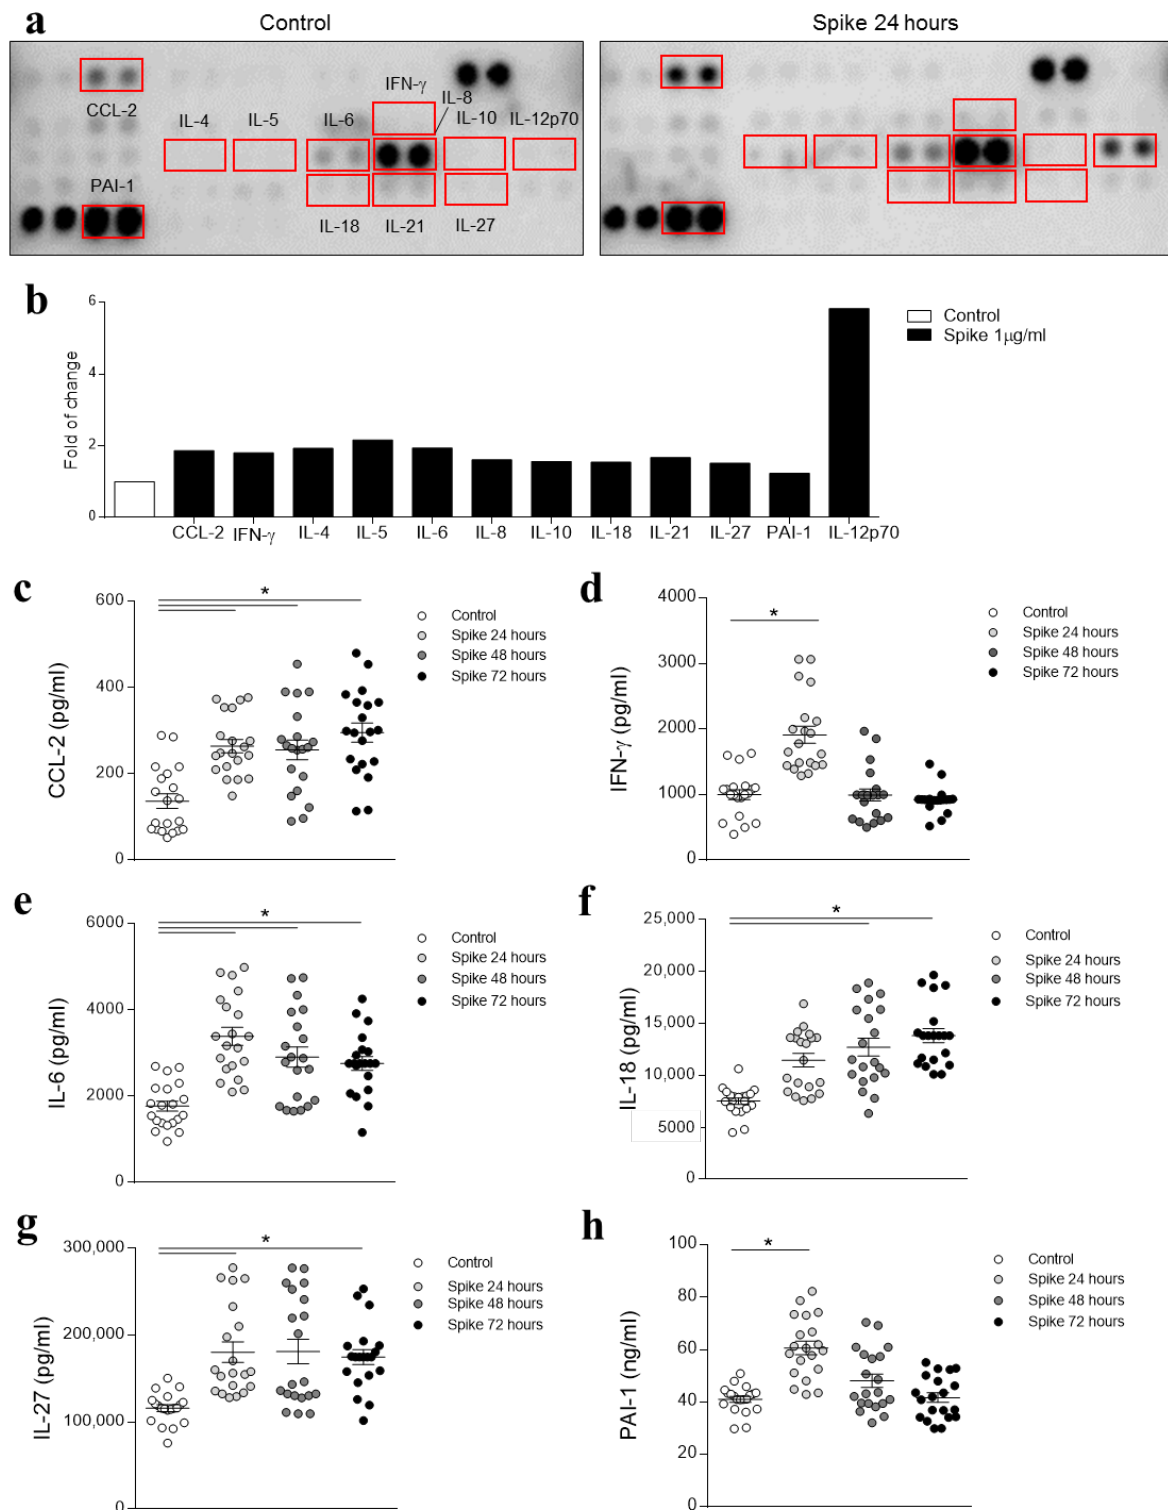 a
Control
Spike 24 hours
IFN-γ
IL-8
CCL-2
IL-4
IL-5
IL-6
IL-10
IL-12p70
PAI-1
IL-18
IL-21
IL-27
b
Fold of change
6
4
2
0
Control
Spike 1µg/ml
CCL-2
IFN-γ
IL-4
IL-5
IL-6
IL-8
IL-10
IL-18
IL-21
IL-27
PAI-1
IL-12p70
c
CCL-2 (pg/ml)
600
400
200
0
*
Control
Spike 24 hours
Spike 48 hours
Spike 72 hours
d
IFN-γ (pg/ml)
4000
3000
2000
1000
0
*
Control
Spike 24 hours
Spike 48 hours
Spike 72 hours
e
IL-6 (pg/ml)
6000
4000
2000
0
*
Control
Spike 24 hours
Spike 48 hours
Spike 72 hours
f
IL-18 (pg/ml)
25,000
20,000
15,000
10,000
5000
0
*
Control
Spike 24 hours
Spike 48 hours
Spike 72 hours
g
IL-27 (pg/ml)
300,000
200,000
100,000
0
*
Control
Spike 24 hours
Spike 48 hours
Spike 72 hours
h
PAI-1 (ng/ml)
100
80
60
40
20
0
*
Control
Spike 24 hours
Spike 48 hours
Spike 72 hours